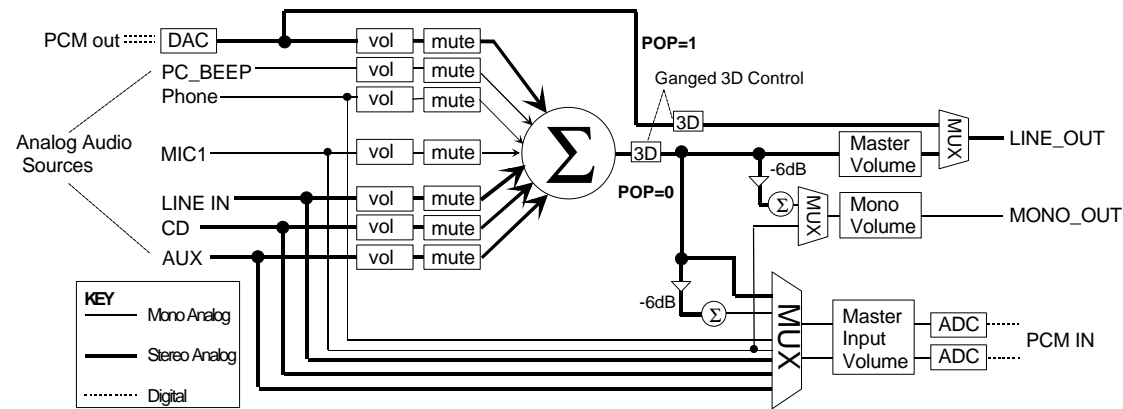 PCM out
DAC
vol
mute
POP=1
PC_BEEP
vol
mute
Ganged 3D Control
Phone
vol
mute
3D
MUX
LINE_OUT
Analog Audio
Sources
MIC1
vol
mute
Σ
3D
Master
Volume
-6dB
POP=0
LINE IN
vol
mute
Σ
MUX
Mono
Volume
MONO_OUT
CD
vol
mute
AUX
vol
mute
KEY
Mono Analog
Stereo Analog
Digital
-6dB
Σ
MUX
Master
Input
Volume
ADC
ADC
PCM IN